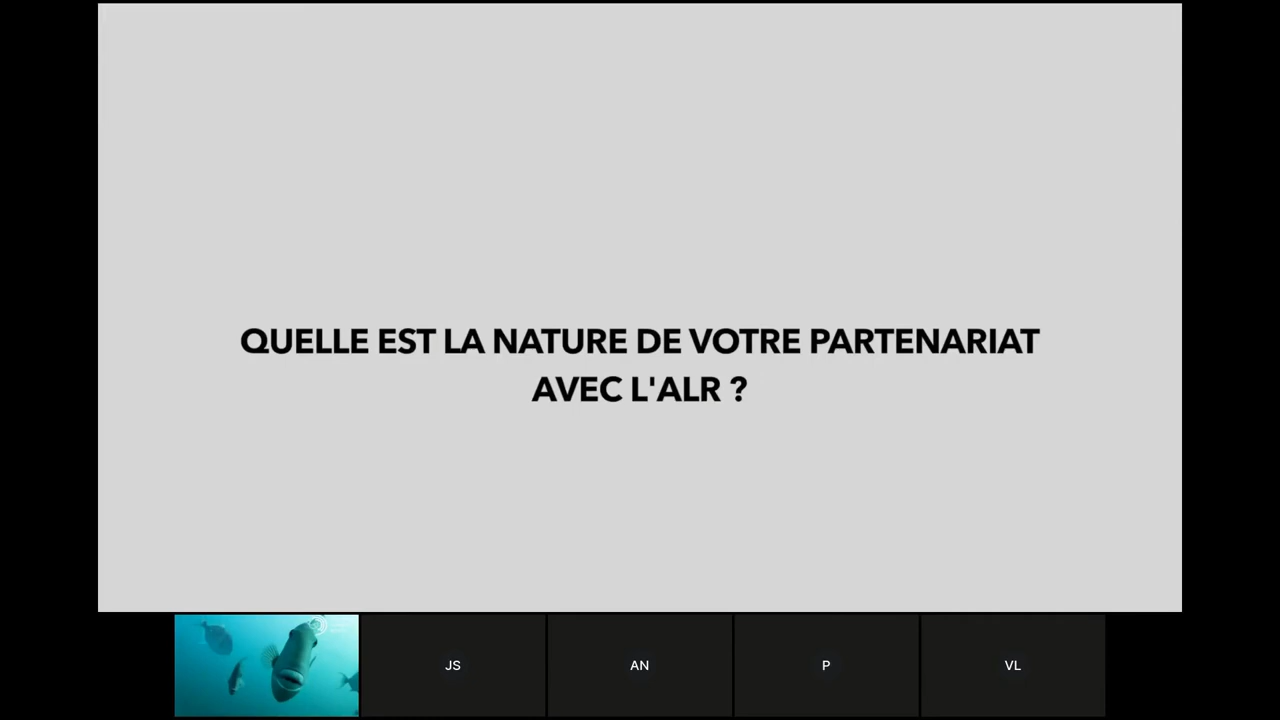 QUELLE EST LA NATURE DE VOTRE PARTENARIAT
AVEC L'ALR ?
JS
AN
P
VL